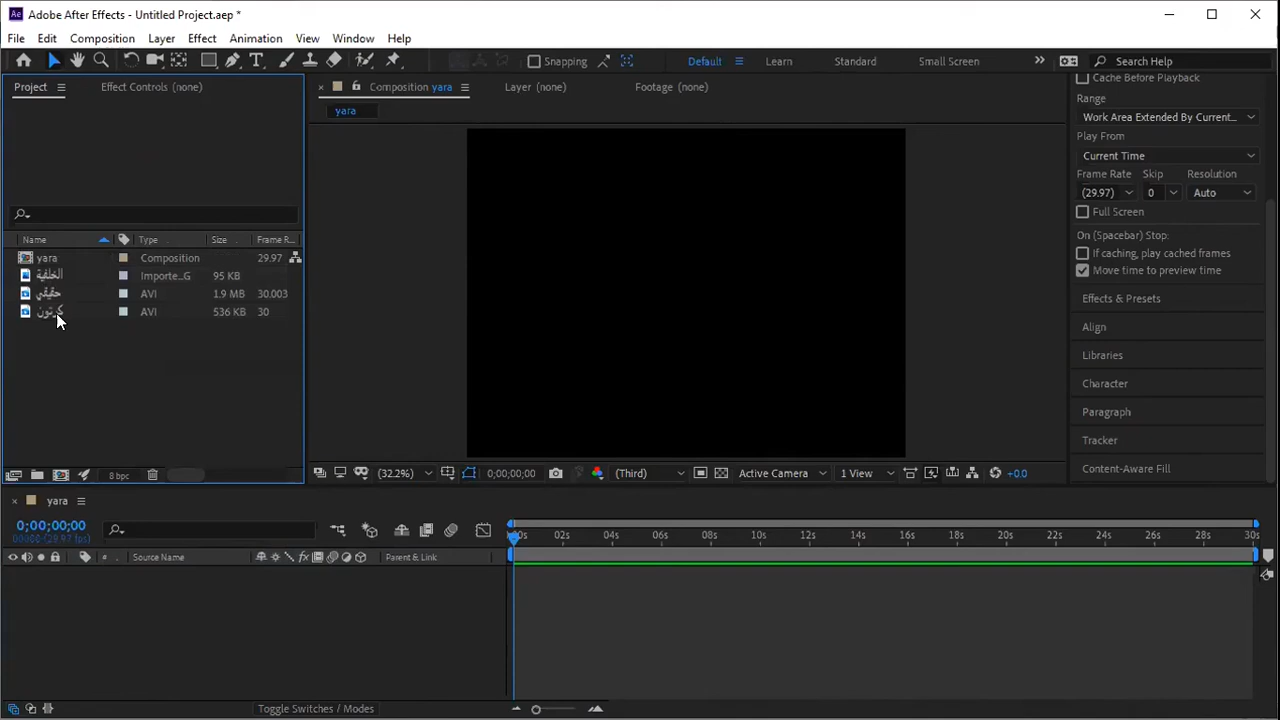 Adobe After Effects - Untitled Project.aep *
File Edit Composition Layer Effect Animation View Window Help
Snapping Default Learn Standard Small Screen Search Help
Project Effect Controls (none) Composition yara Layer (none) Footage (none)
yara
Cache Before Playback
Range
Work Area Extended By Current...
Play From
Current Time
Frame Rate Skip Resolution
(29.97) 0 Auto
Full Screen
On (Spacebar) Stop:
If caching, play cached frames
Move time to preview time
Effects & Presets
Align
Libraries
Character
Paragraph
Tracker
Content-Aware Fill
Name Type Size Frame R...
yara Composition 29.97
الخلفية Importe...G 95 KB
حقيقي AVI 1.9 MB 30.003
كرتون AVI 536 KB 30
8 bpc
(32.2%) 0;00;00;00 (Third) Active Camera 1 View +0.0
yara
0;00;00;00
00000 (29.97 fps)
Source Name Parent & Link
00s 02s 04s 06s 08s 10s 12s 14s 16s 18s 20s 22s 24s 26s 28s 30s
Toggle Switches / Modes